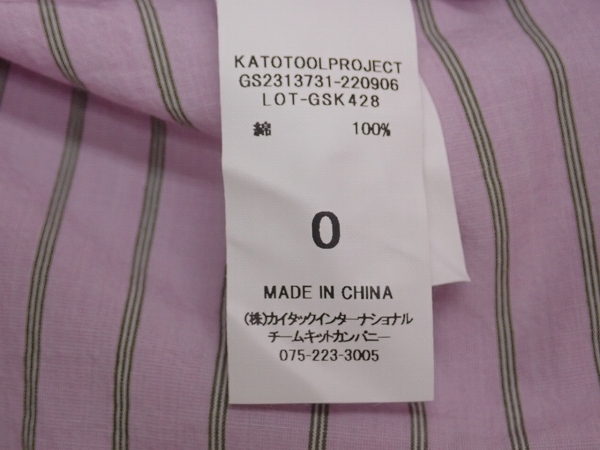 KATOTOOLPROJECT
GS2313731-220906
LOT-GSK428
綿 100%
0
MADE IN CHINA
(株)カイタックインターナショナル
チームキットカンパニー
075-223-3005